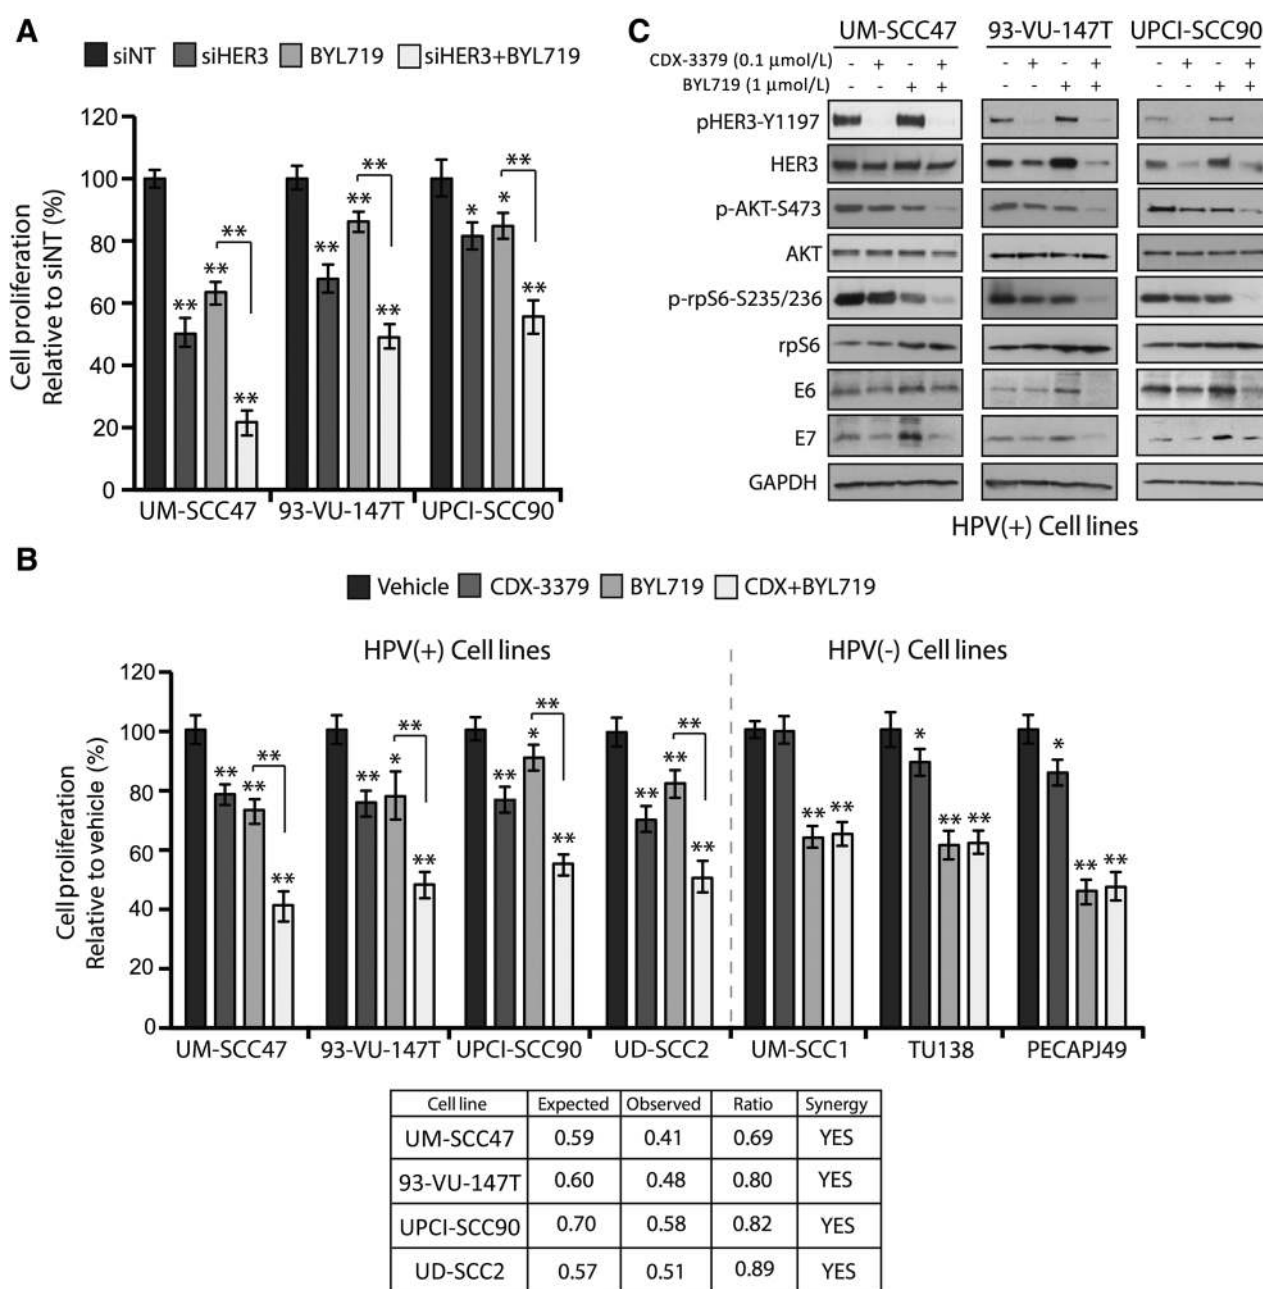 A
siNT siHER3 BYL719 siHER3+BYL719
Cell proliferation
Relative to siNT (%)
120
100
80
60
40
20
0
** ** ** **
** ** ** **
* * ** **
UM-SCC47 93-VU-147T UPCI-SCC90
C
UM-SCC47 93-VU-147T UPCI-SCC90
CDX-3379 (0.1 µmol/L) - + - + - + - + - + - +
BYL719 (1 µmol/L) - - + + - - + + - - + +
pHER3-Y1197
HER3
p-AKT-S473
AKT
p-rpS6-S235/236
rpS6
E6
E7
GAPDH
HPV(+) Cell lines
B
Vehicle CDX-3379 BYL719 CDX+BYL719
HPV(+) Cell lines HPV(-) Cell lines
Cell proliferation
Relative to vehicle (%)
120
100
80
60
40
20
0
** ** ** **
** * ** **
** * ** **
** ** ** **
** **
* ** **
* ** **
UM-SCC47 93-VU-147T UPCI-SCC90 UD-SCC2 UM-SCC1 TU138 PECAPJ49
Cell line Expected Observed Ratio Synergy
UM-SCC47 0.59 0.41 0.69 YES
93-VU-147T 0.60 0.48 0.80 YES
UPCI-SCC90 0.70 0.58 0.82 YES
UD-SCC2 0.57 0.51 0.89 YES